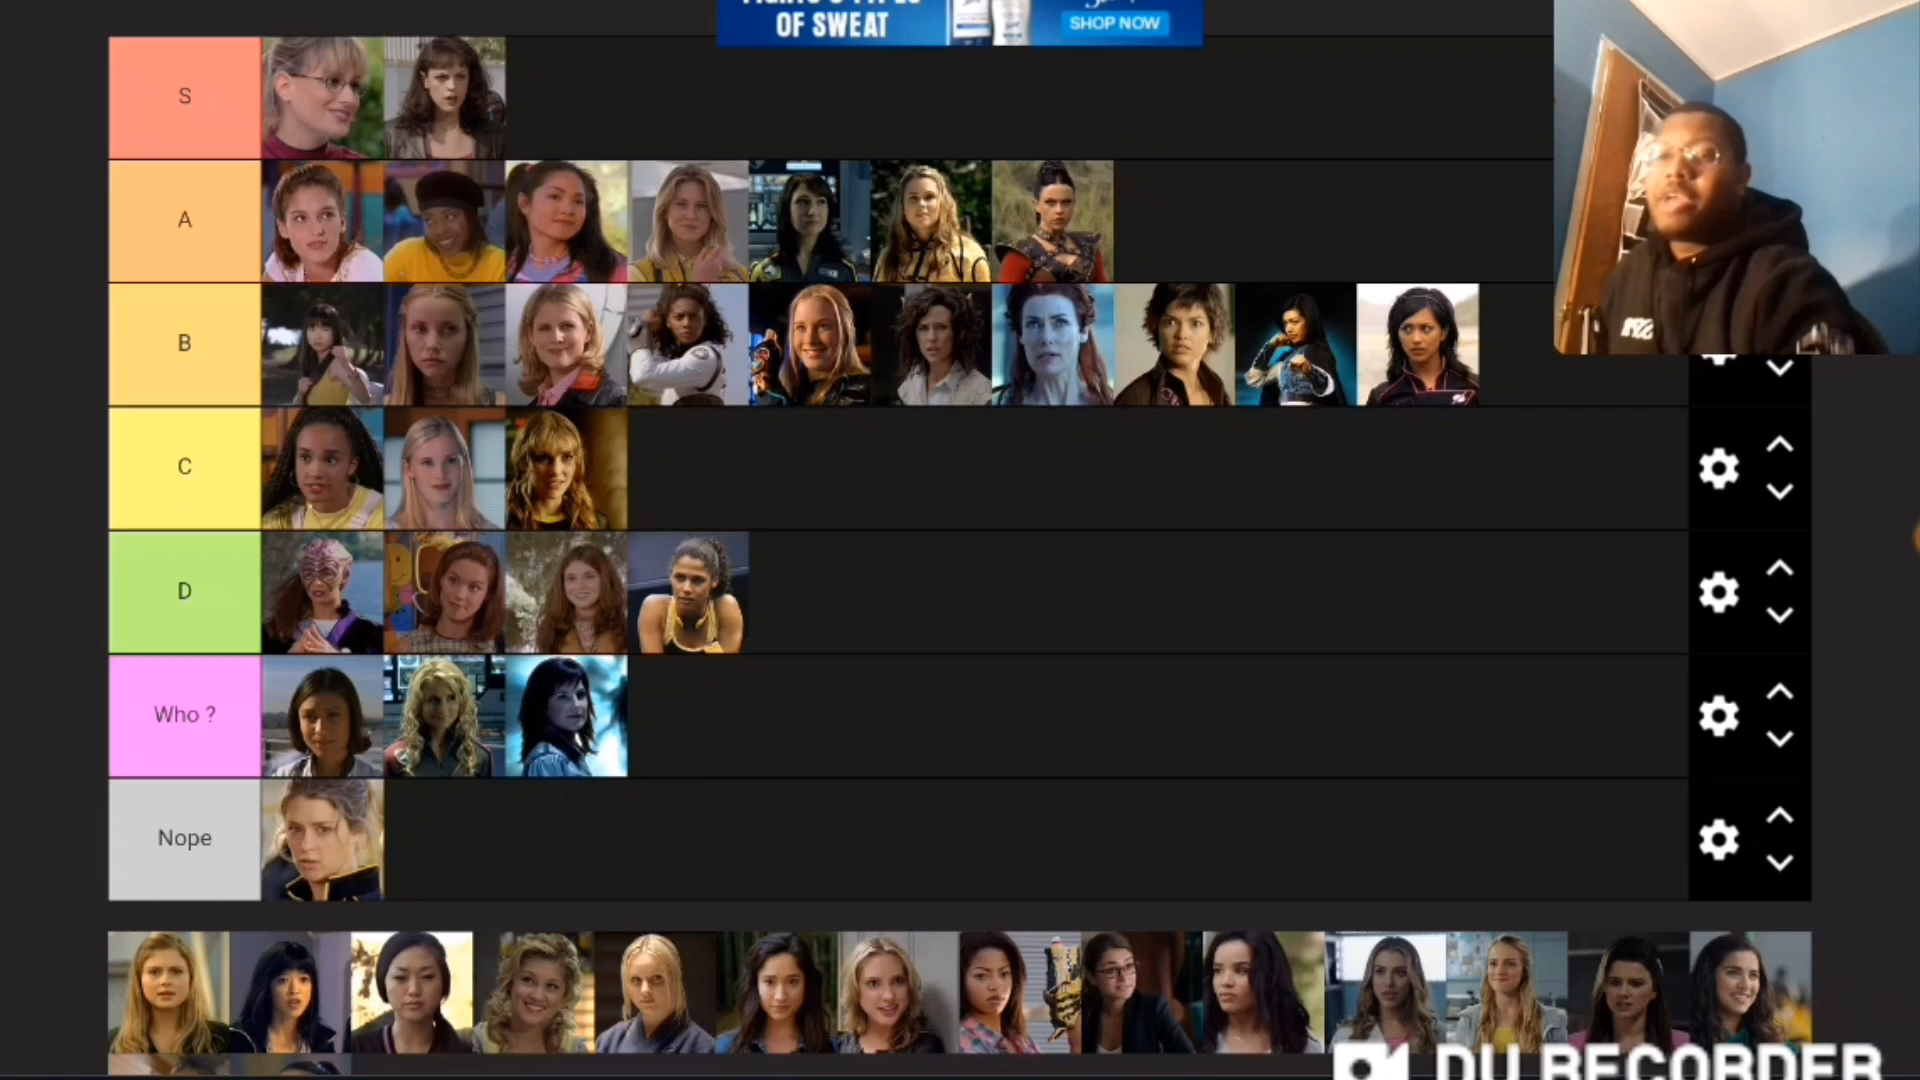 OF SWEAT
SHOP NOW
S
A
B
C
D
Who ?
Nope
DU RECORDER